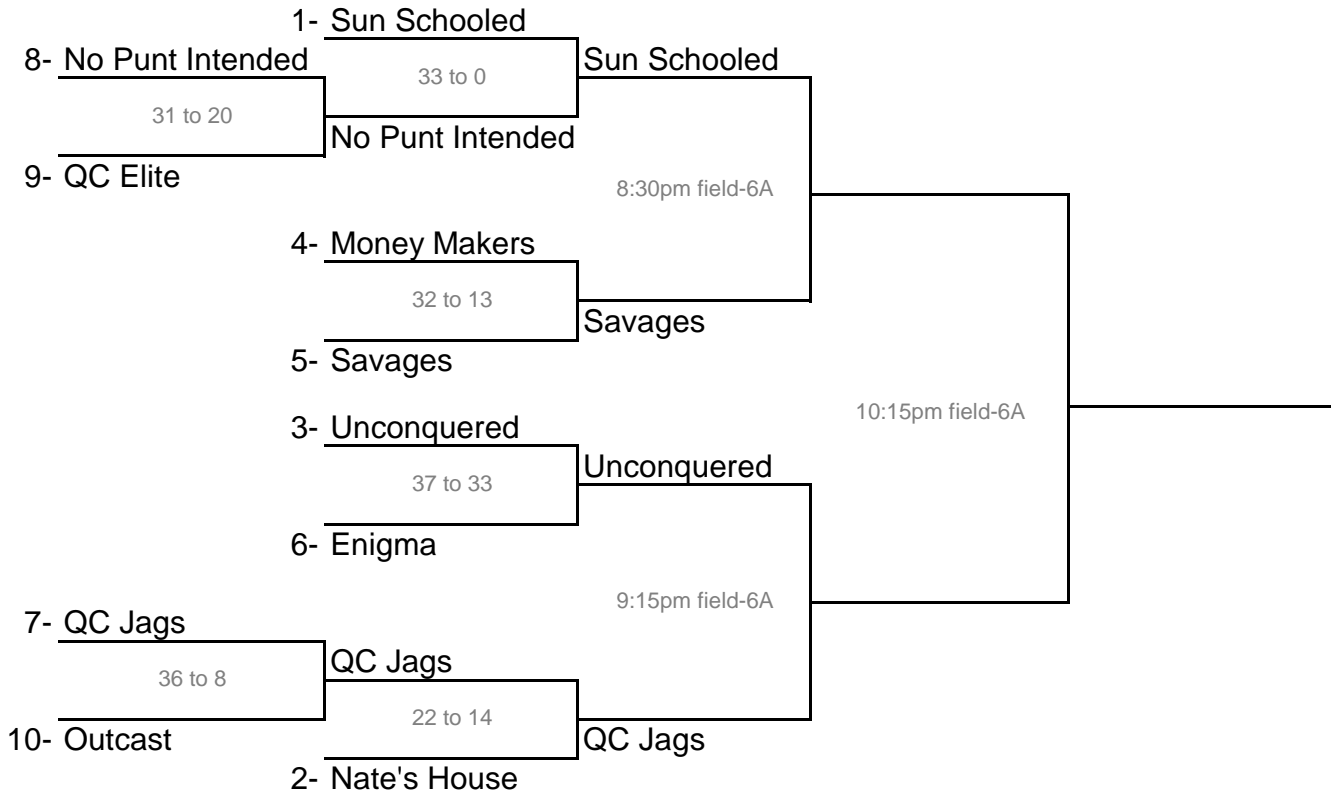 1- Sun Schooled
8- No Punt Intended
33 to 0
Sun Schooled
31 to 20
No Punt Intended
9- QC Elite
8:30pm field-6A
4- Money Makers
32 to 13
Savages
5- Savages
10:15pm field-6A
3- Unconquered
Unconquered
37 to 33
6- Enigma
9:15pm field-6A
7- QC Jags
QC Jags
36 to 8
22 to 14
10- Outcast
QC Jags
2- Nate's House